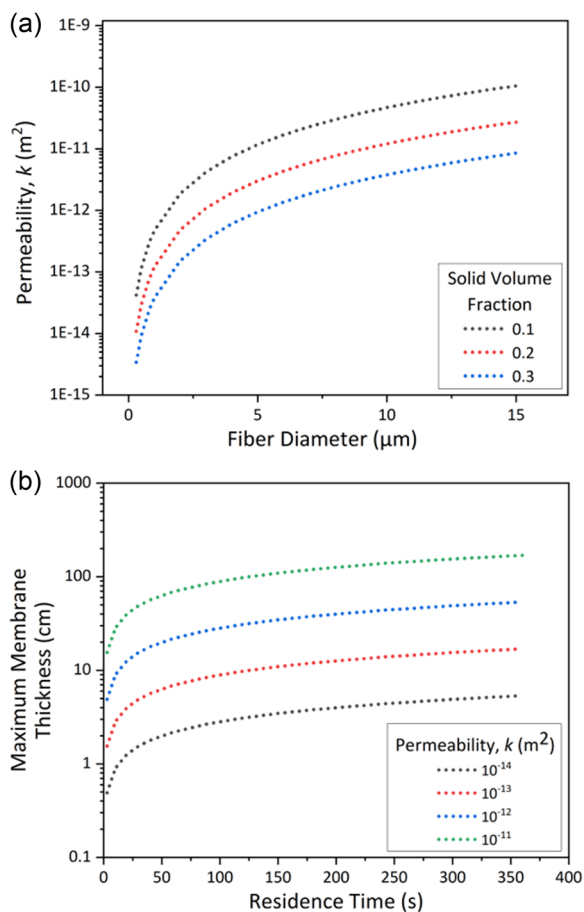 (a)
1E-9
1E-10
1E-11
1E-12
1E-13
1E-14
1E-15
Permeability, k (m²)
0
5
10
15
Fiber Diameter (μm)
Solid Volume
Fraction
0.1
0.2
0.3
(b)
1000
100
10
1
0.1
Maximum Membrane
Thickness (cm)
0
50
100
150
200
250
300
350
400
Residence Time (s)
Permeability, k (m²)
10⁻¹⁴
10⁻¹³
10⁻¹²
10⁻¹¹